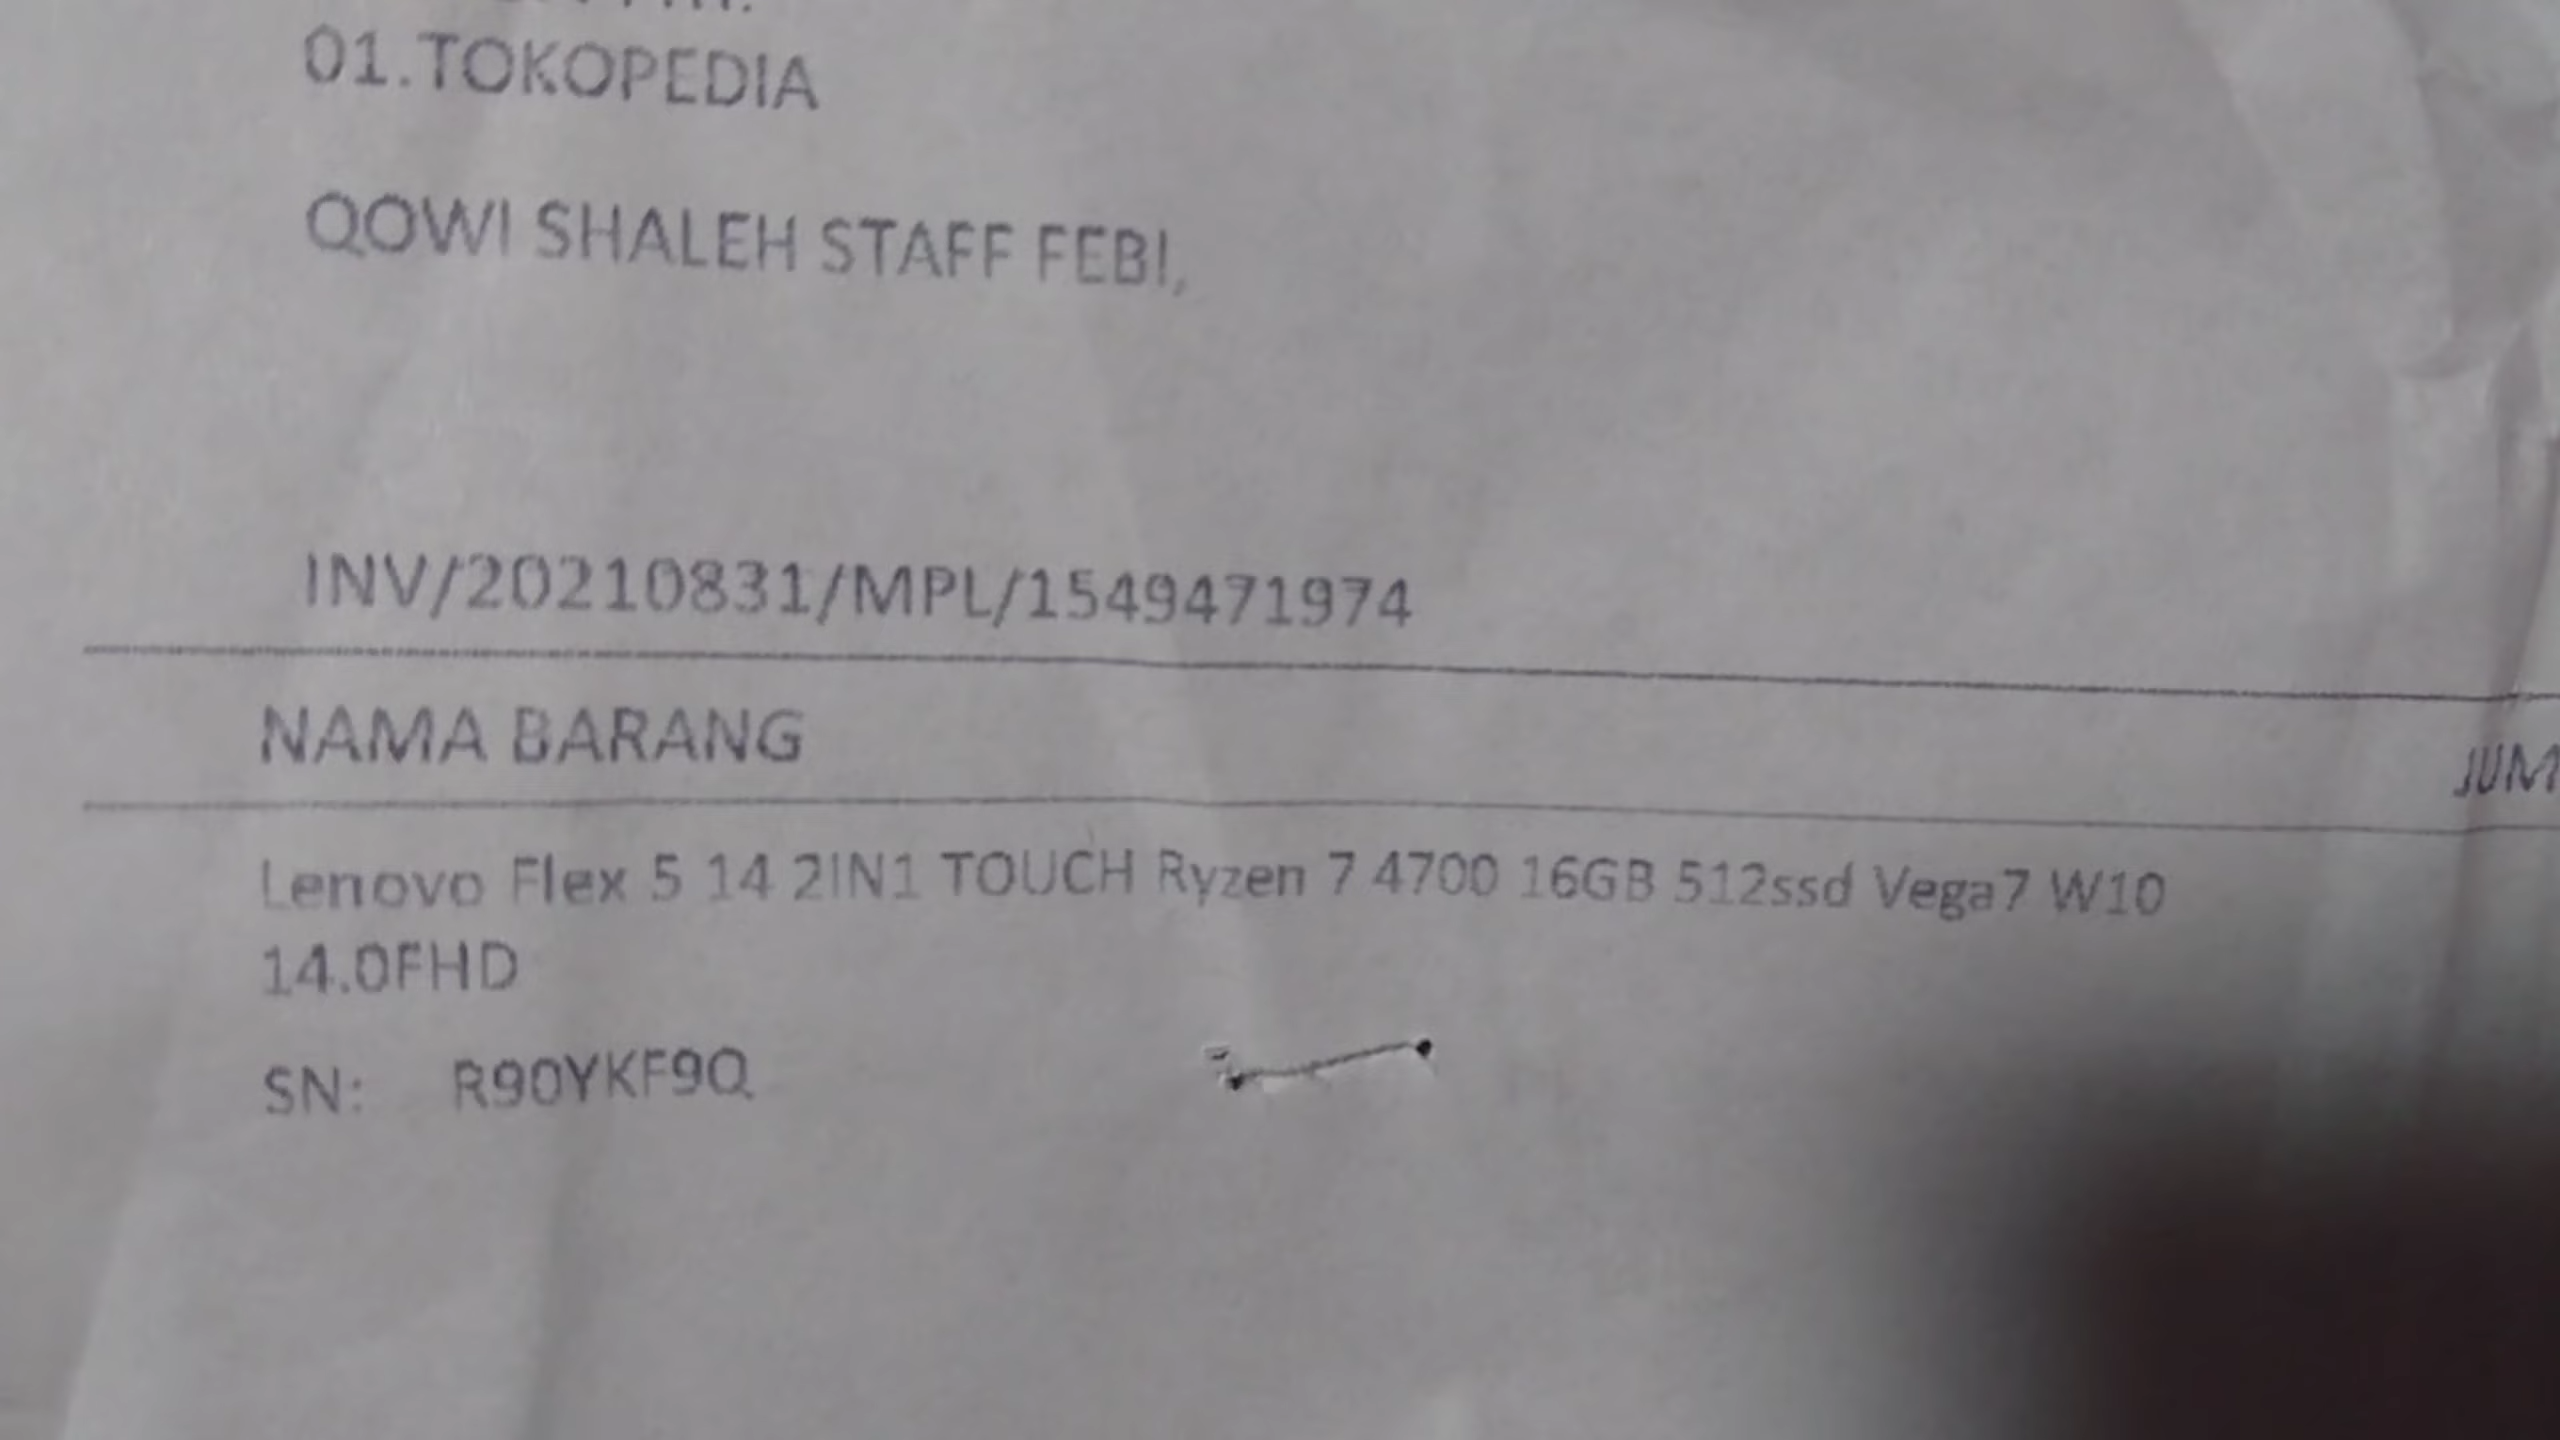 01.TOKOPEDIA
QOWI SHALEH STAFF FEBI,
INV/20210831/MPL/1549471974
NAMA BARANG
JUM
Lenovo Flex 5 14 2IN1 TOUCH Ryzen 7 4700 16GB 512ssd Vega7 W10
14.0FHD
SN: R90YKF9Q